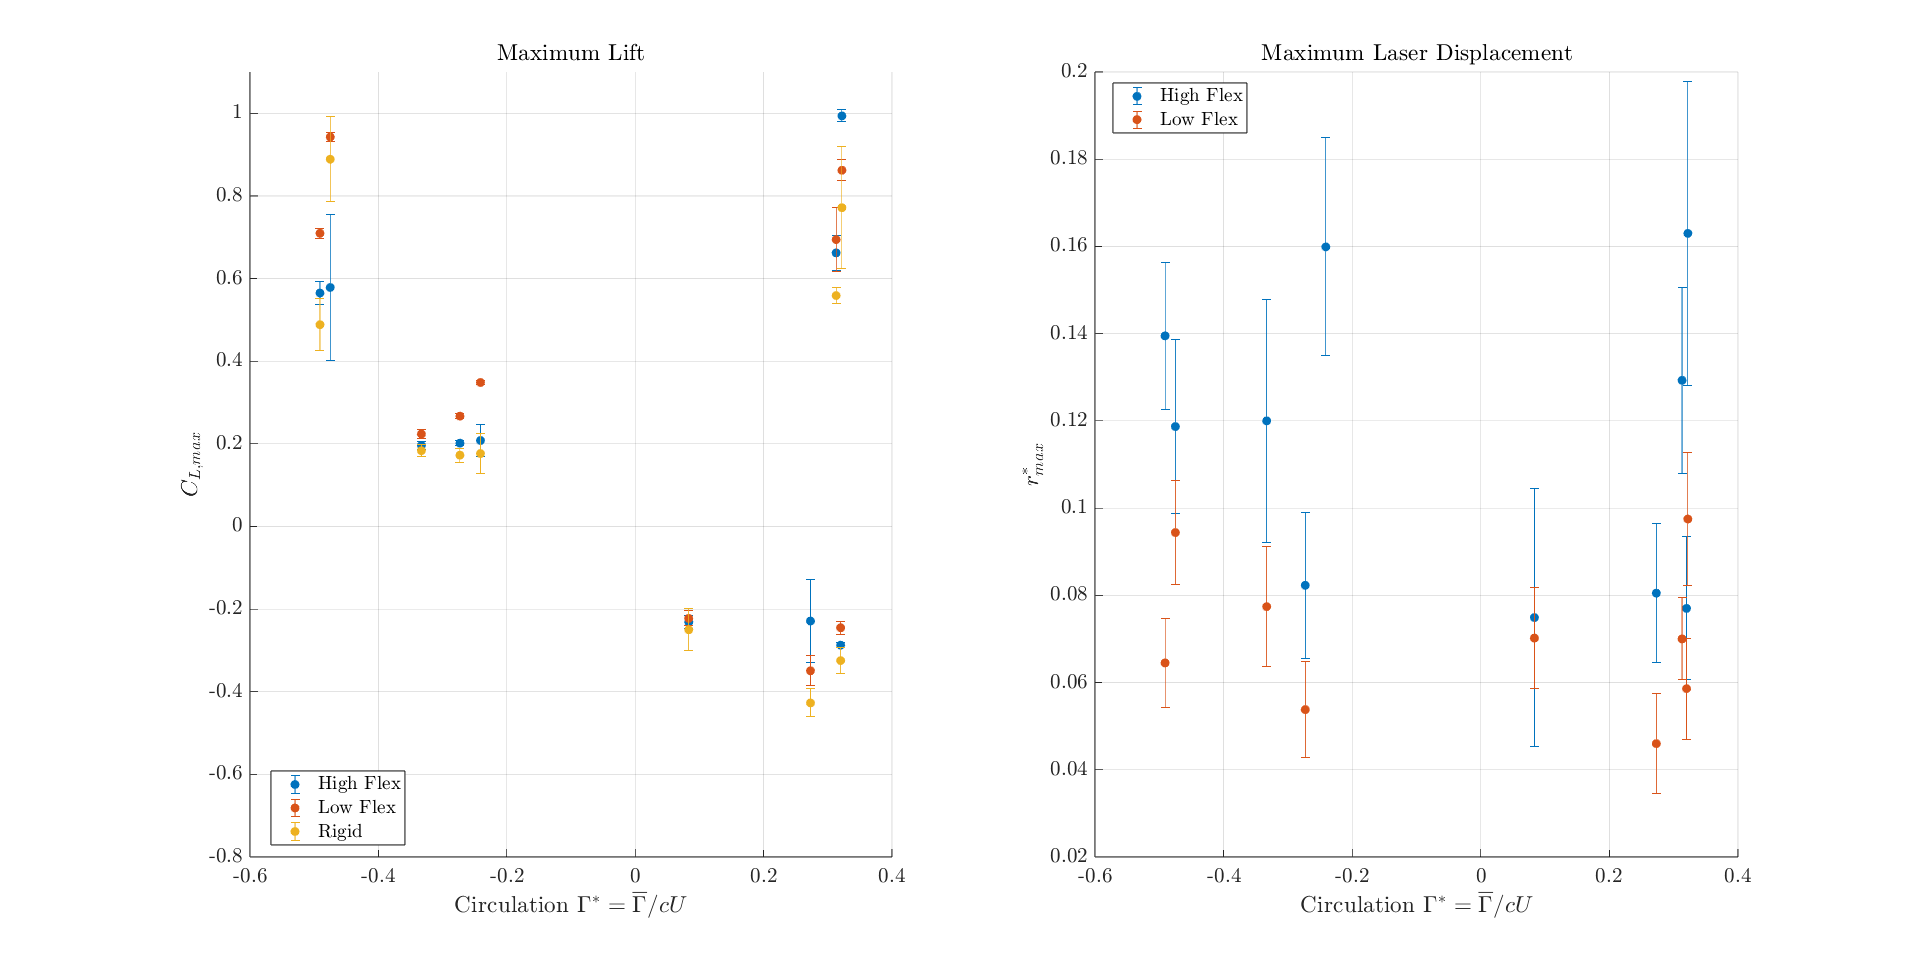 Maximum Lift
1
0.8
0.6
0.4
0.2
0
-0.2
-0.4
-0.6
-0.8
-0.6 -0.4 -0.2 0 0.2 0.4
C_{L,max}
Circulation Γ* = \overline{Γ}/cU
High Flex
Low Flex
Rigid
Maximum Laser Displacement
0.2
0.18
0.16
0.14
0.12
0.1
0.08
0.06
0.04
0.02
-0.6 -0.4 -0.2 0 0.2 0.4
r*_{max}
Circulation Γ* = \overline{Γ}/cU
High Flex
Low Flex